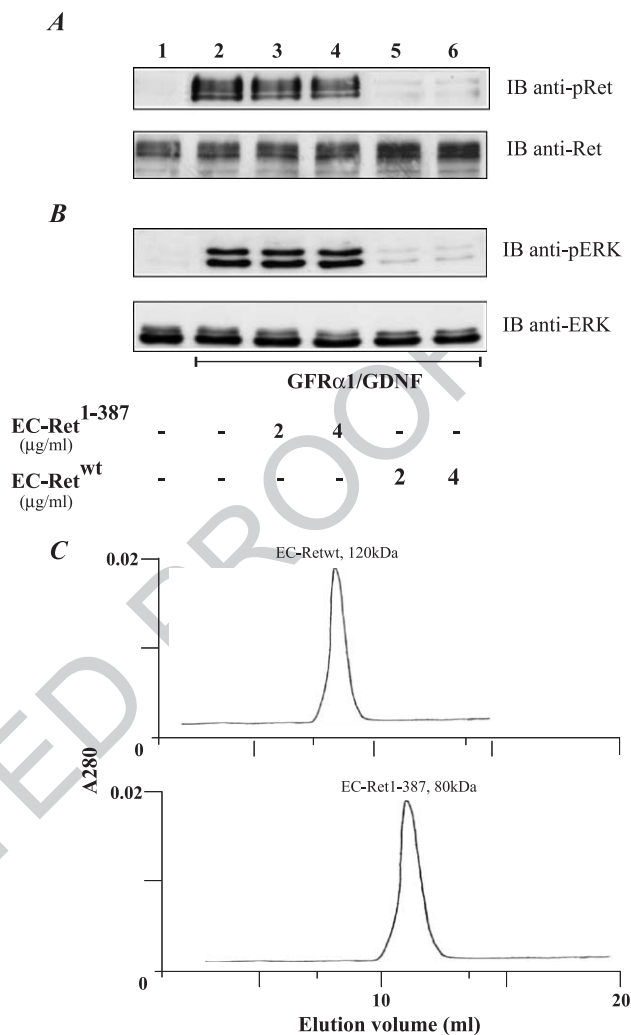 A
1 2 3 4 5 6
IB anti-pRet
IB anti-Ret
B
IB anti-pERK
IB anti-ERK
GFRα1/GDNF
EC-Ret1-387 - - 2 4 - -
(µg/ml)
EC-Retwt - - - - 2 4
(µg/ml)
C
0.02
EC-Retwt, 120kDa
0
A280
0.02
EC-Ret1-387, 80kDa
0
10 20
Elution volume (ml)